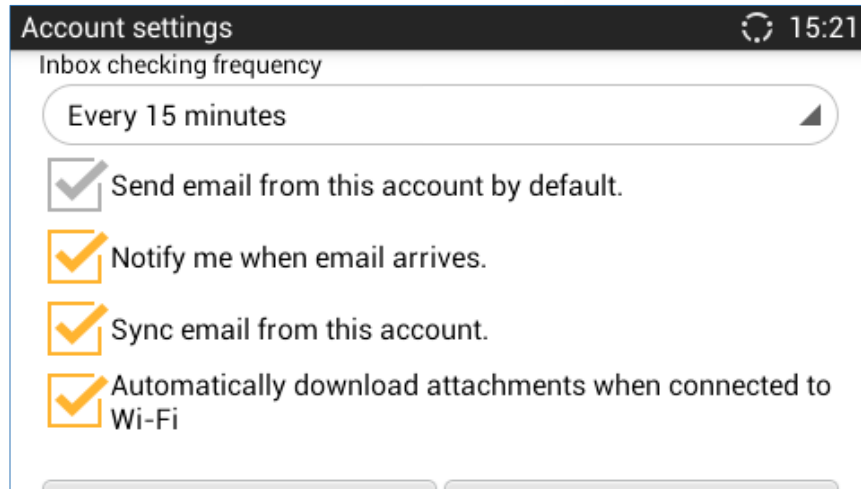 Account settings 15:21
Inbox checking frequency
Every 15 minutes
Send email from this account by default.
Notify me when email arrives.
Sync email from this account.
Automatically download attachments when connected to
Wi-Fi